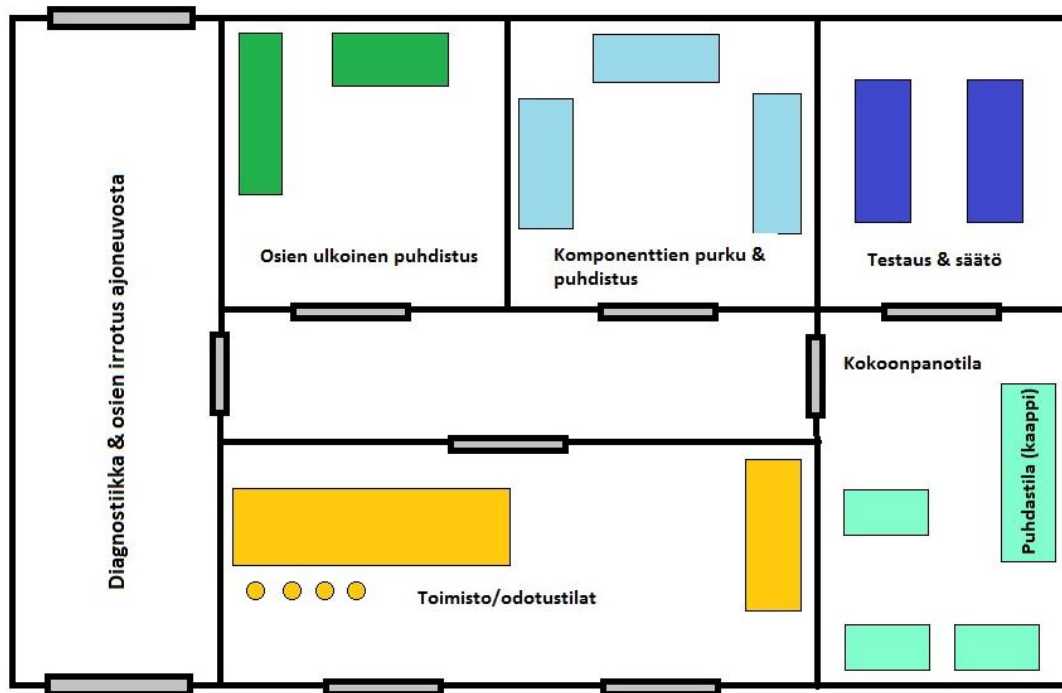 Diagnostiikka & osien irrotus ajoneuvosta
Osien ulkoinen puhdistus
Komponenttien purku &
puhdistus
Testaus & säätö
Kokoonpanotila
Puhdastila (kaappi)
Toimisto/odotustilat